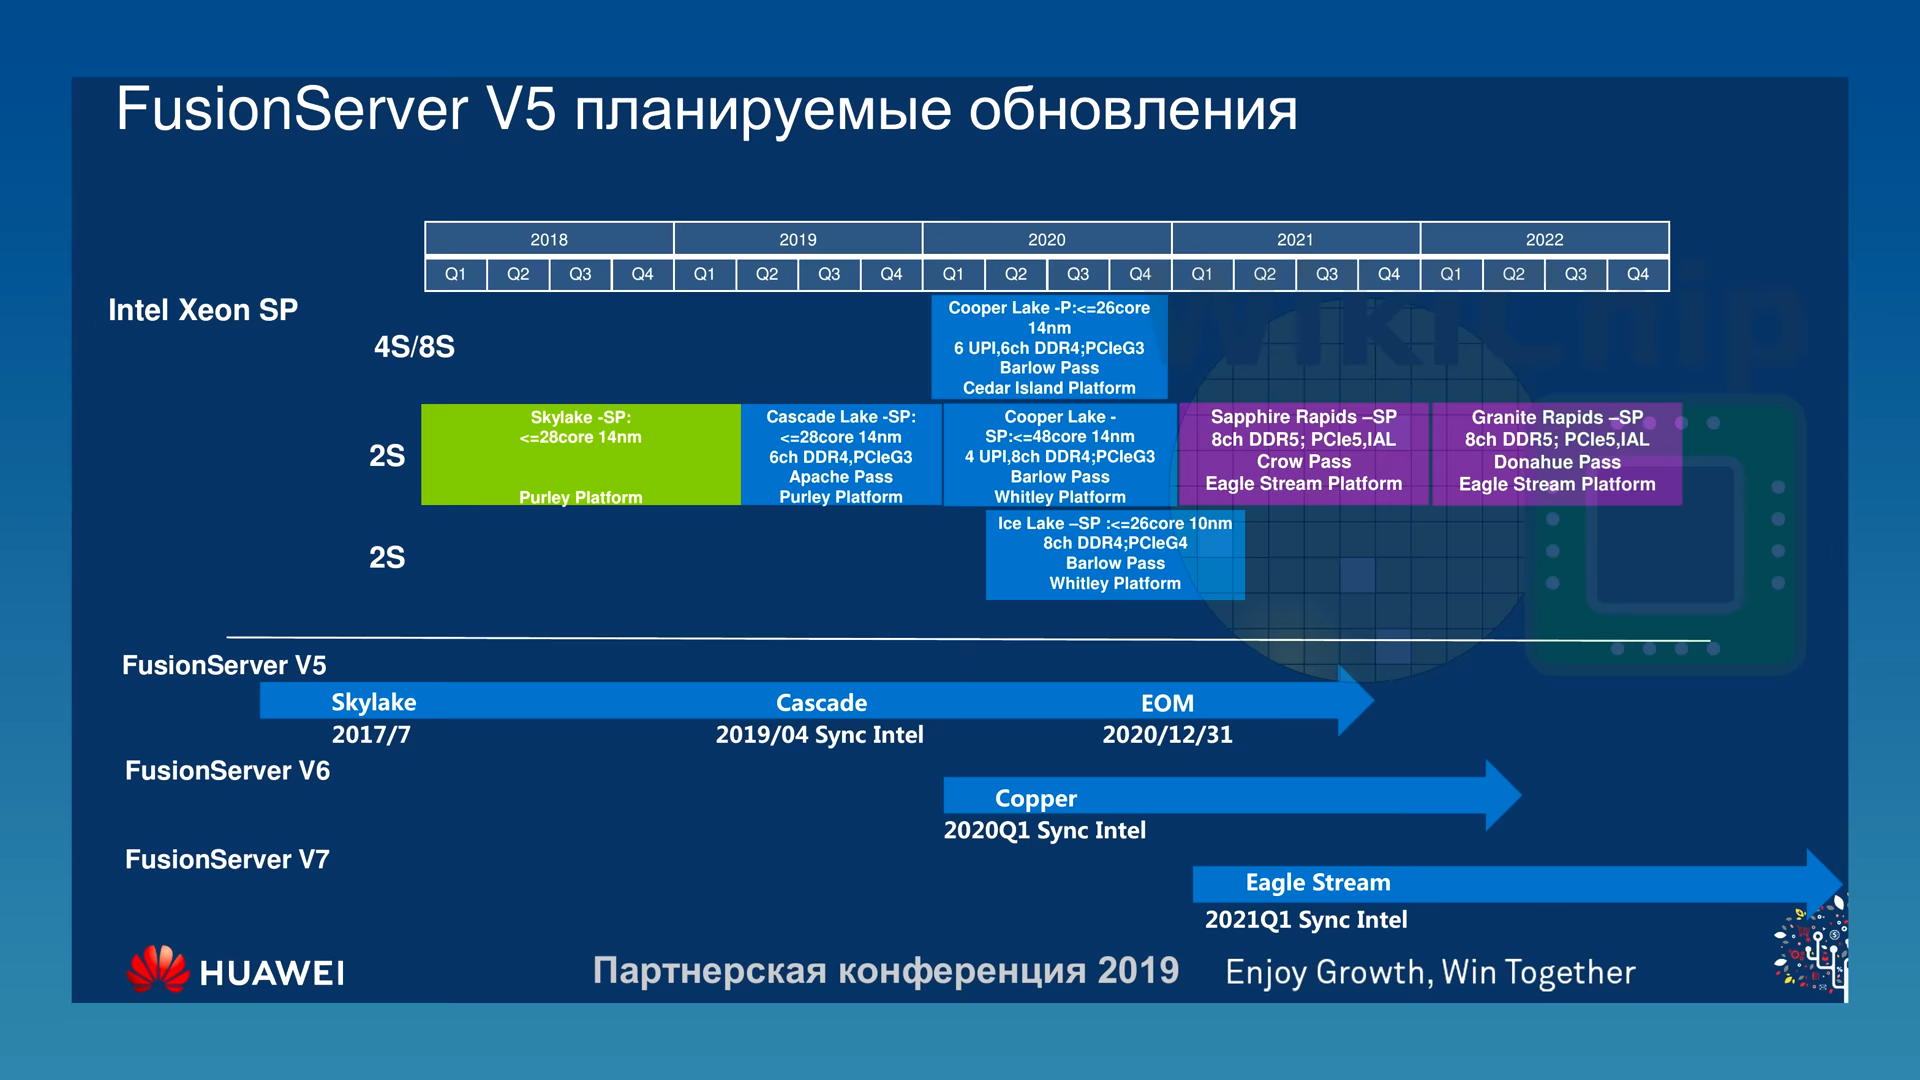 FusionServer V5 планируемые обновления
2018 2019 2020 2021 2022
Q1 Q2 Q3 Q4 Q1 Q2 Q3 Q4 Q1 Q2 Q3 Q4 Q1 Q2 Q3 Q4 Q1 Q2 Q3 Q4
Intel Xeon SP
4S/8S
Cooper Lake -P:<=26core
14nm
6 UPI,6ch DDR4;PCIeG3
Barlow Pass
Cedar Island Platform
WikiChip
2S
Skylake -SP:
<=28core 14nm
Purley Platform
Cascade Lake -SP:
<=28core 14nm
6ch DDR4,PCIeG3
Apache Pass
Purley Platform
Cooper Lake -
SP:<=48core 14nm
4 UPI,8ch DDR4;PCIeG3
Barlow Pass
Whitley Platform
Sapphire Rapids –SP
8ch DDR5; PCIe5,IAL
Crow Pass
Eagle Stream Platform
Granite Rapids –SP
8ch DDR5; PCIe5,IAL
Donahue Pass
Eagle Stream Platform
2S
Ice Lake –SP :<=26core 10nm
8ch DDR4;PCIeG4
Barlow Pass
Whitley Platform
FusionServer V5
Skylake Cascade EOM
2017/7 2019/04 Sync Intel 2020/12/31
FusionServer V6
Copper
2020Q1 Sync Intel
FusionServer V7
Eagle Stream
2021Q1 Sync Intel
HUAWEI
Партнерская конференция 2019
Enjoy Growth, Win Together